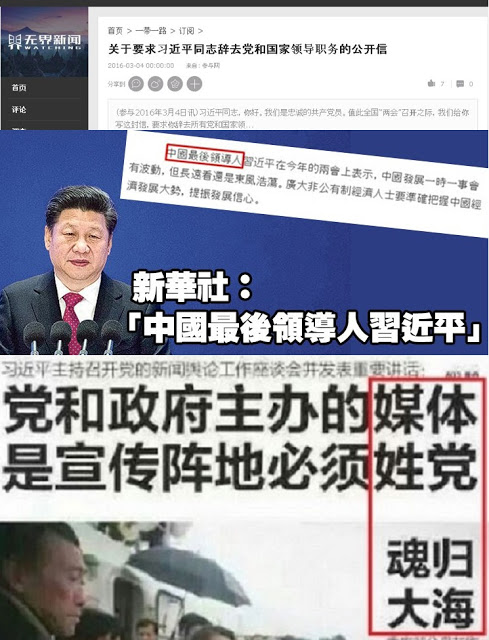 首页 > 一带一路 > 订阅 >
关于要求习近平同志辞去党和国家领导职务的公开信
无界新闻
WATCHING
2016-03-04 00:00:00 来自：参与网
首页
分享到
7
0
评论
(参与2016年3月4日讯) 习近平同志，你好。我们是忠诚的共产党员。值此全国"两会"召开之际，我们给你
写这封信，要求你辞去所有党和国家领…
中國最後領導人習近平在今年的兩會上表示，中國發展一時一事會
有波動，但長遠看還是東風浩蕩。廣大非公有制經濟人士要準確把握中國經
濟發展大勢，提振發展信心。
新華社：
「中國最後領導人習近平」
习近平主持召开党的新闻舆论工作座谈会并发表重要讲话：
党和政府主办的媒体
是宣传阵地必须姓党
魂归
大海